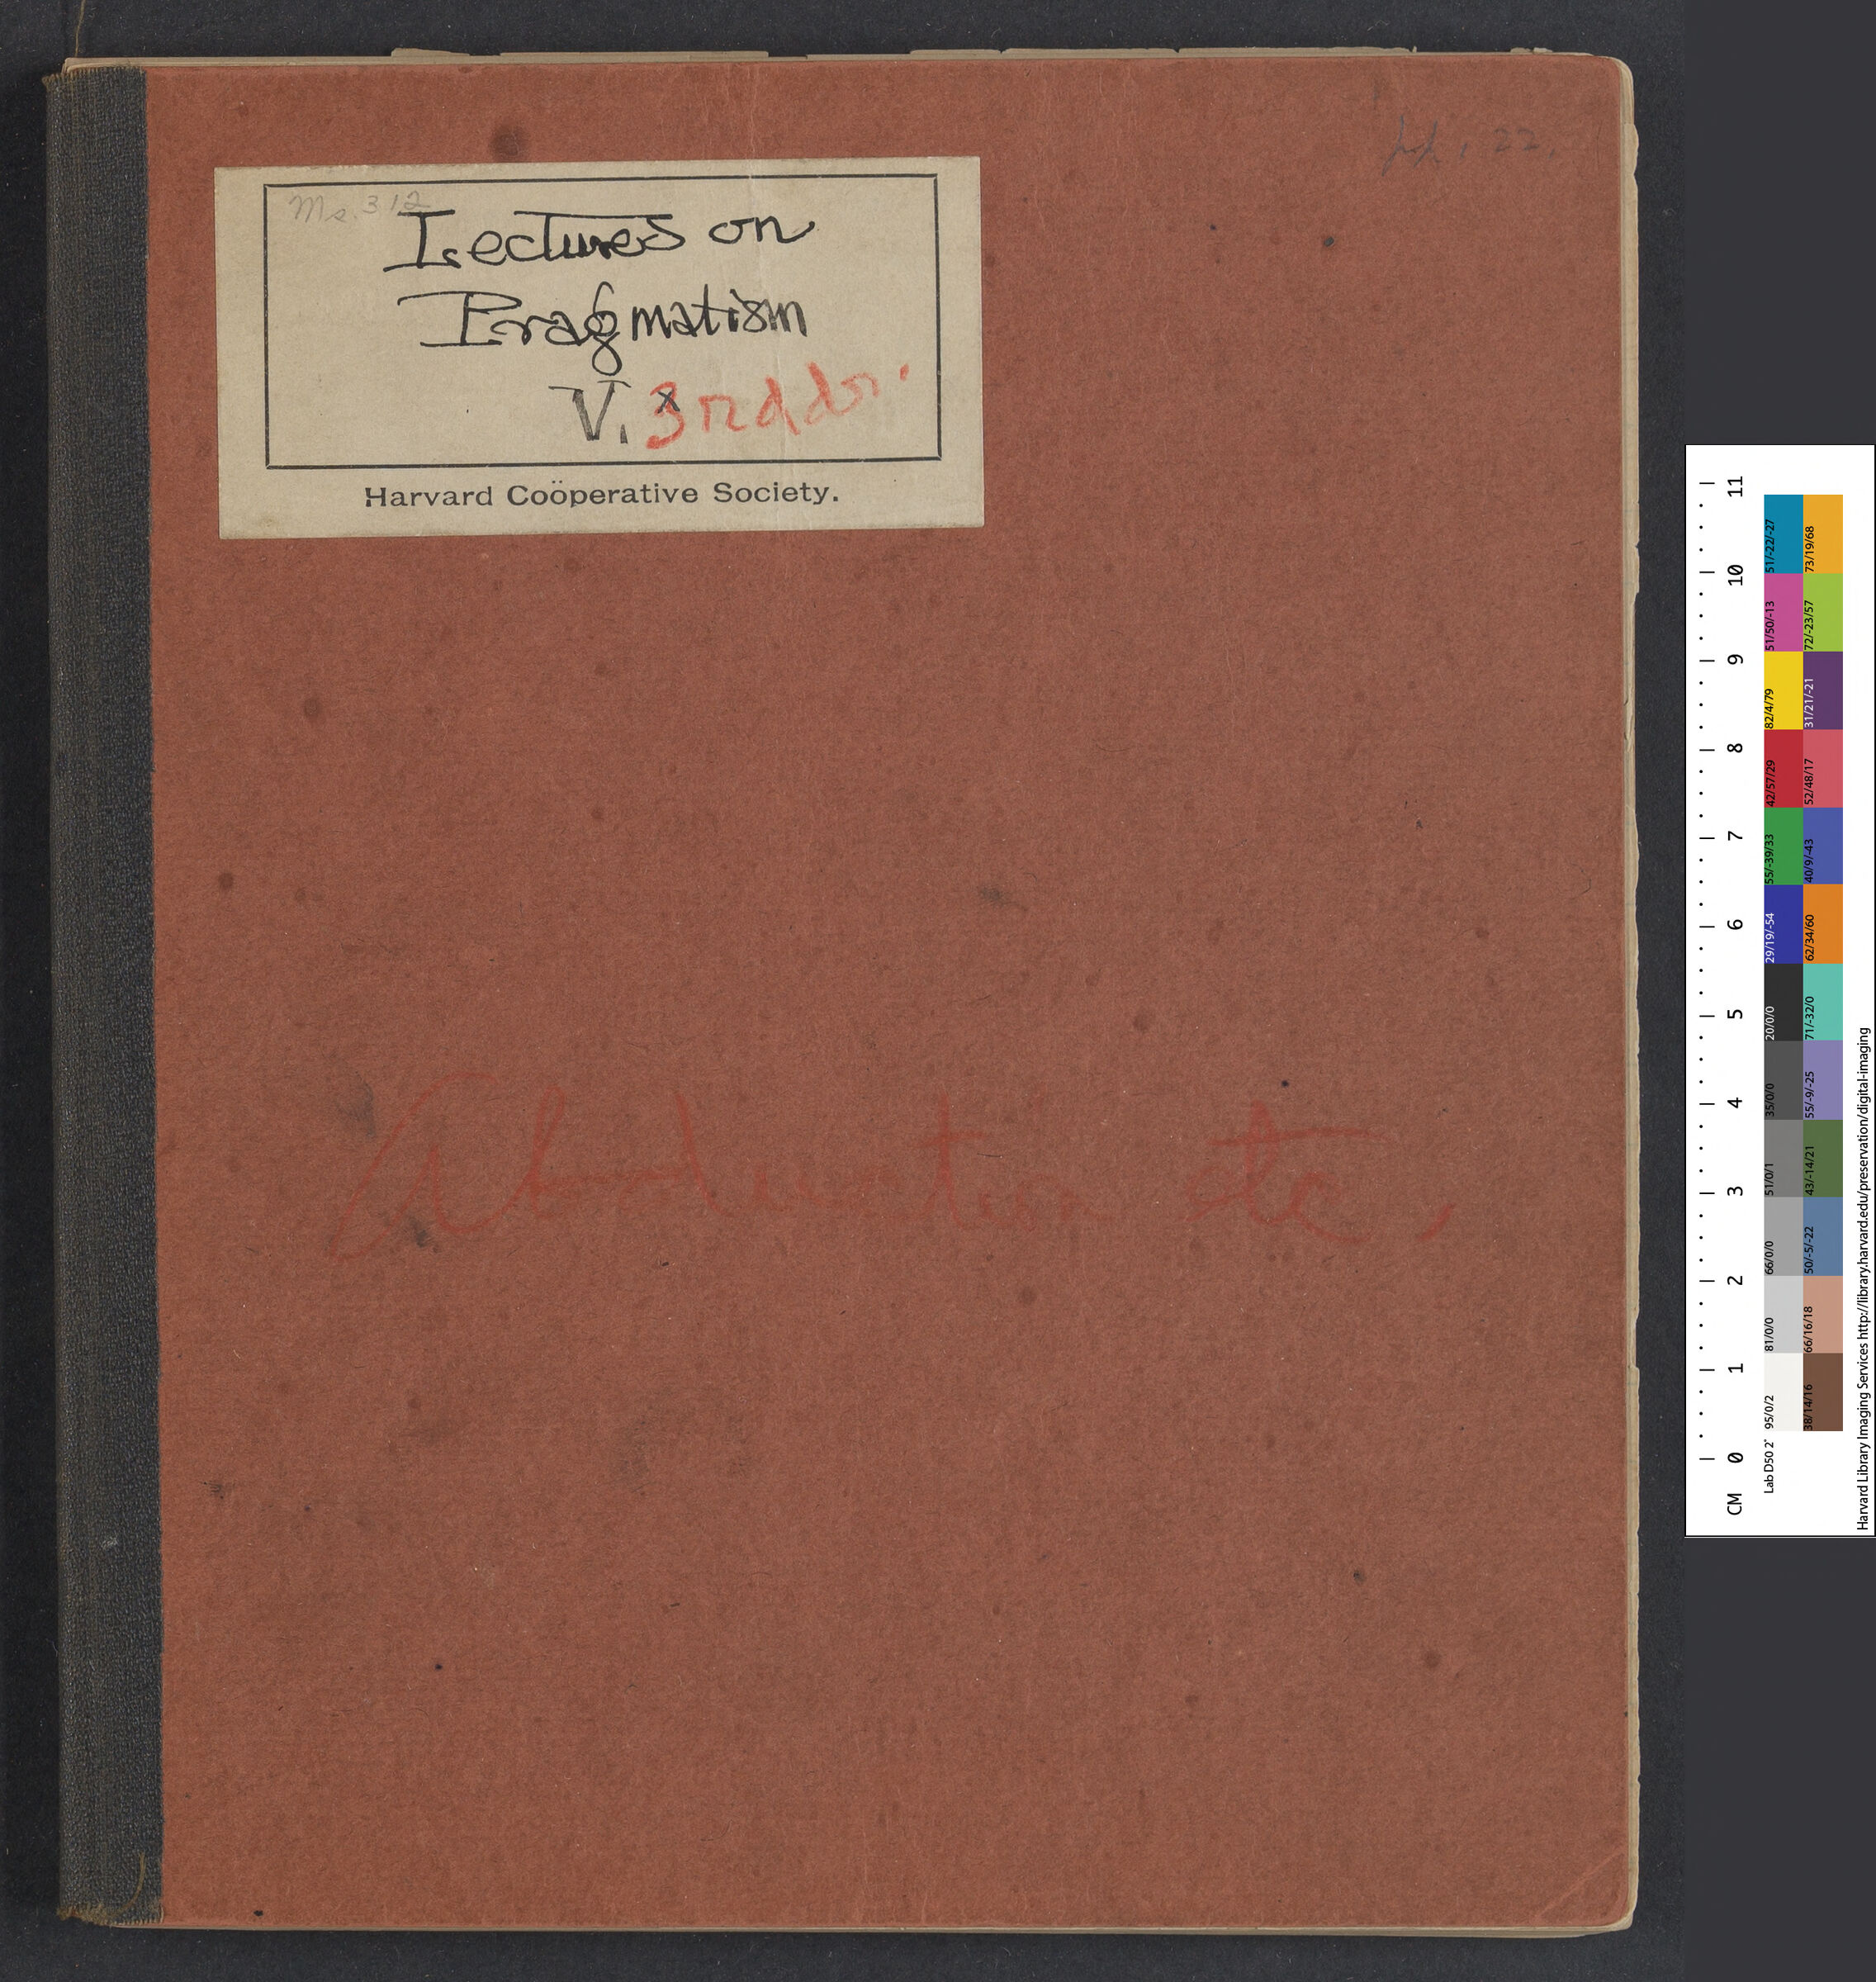 Ms. 312
Lectures on
Pragmatism
V. 3rd dr.
Harvard Coöperative Society.
22.
Abduction etc.
11
10
9
8
7
6
5
4
3
2
1
0
CM
51/-22/-27 73/19/68
51/50/-13 72/-23/57
82/4/79 31/21/-21
42/57/29 52/48/17
55/-39/33 40/9/-43
29/19/-54 62/34/60
20/0/0 71/-32/0
35/0/0 55/-9/-25
51/0/1 43/-14/21
66/0/0 50/-5/-22
81/0/0 66/16/18
95/0/2 38/14/16
Lab D50 2°
Harvard Library Imaging Services http://library.harvard.edu/preservation/digital-imaging